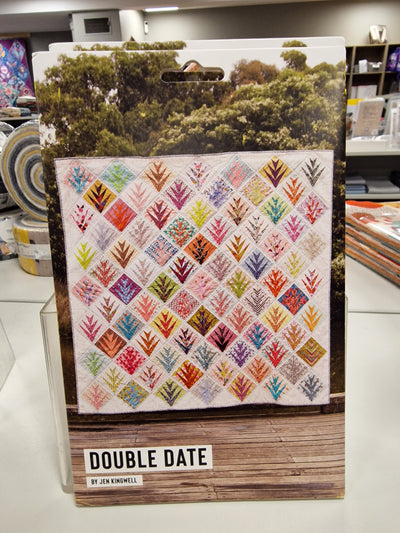 DOUBLE DATE
BY JEN KINGWELL